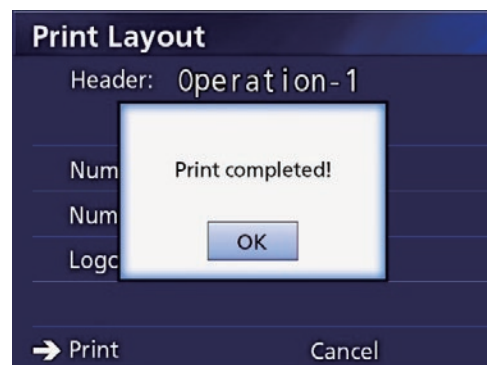 Print Layout
Header: Operation-1
Print completed!
Num
Num
OK
Logo
Print Cancel